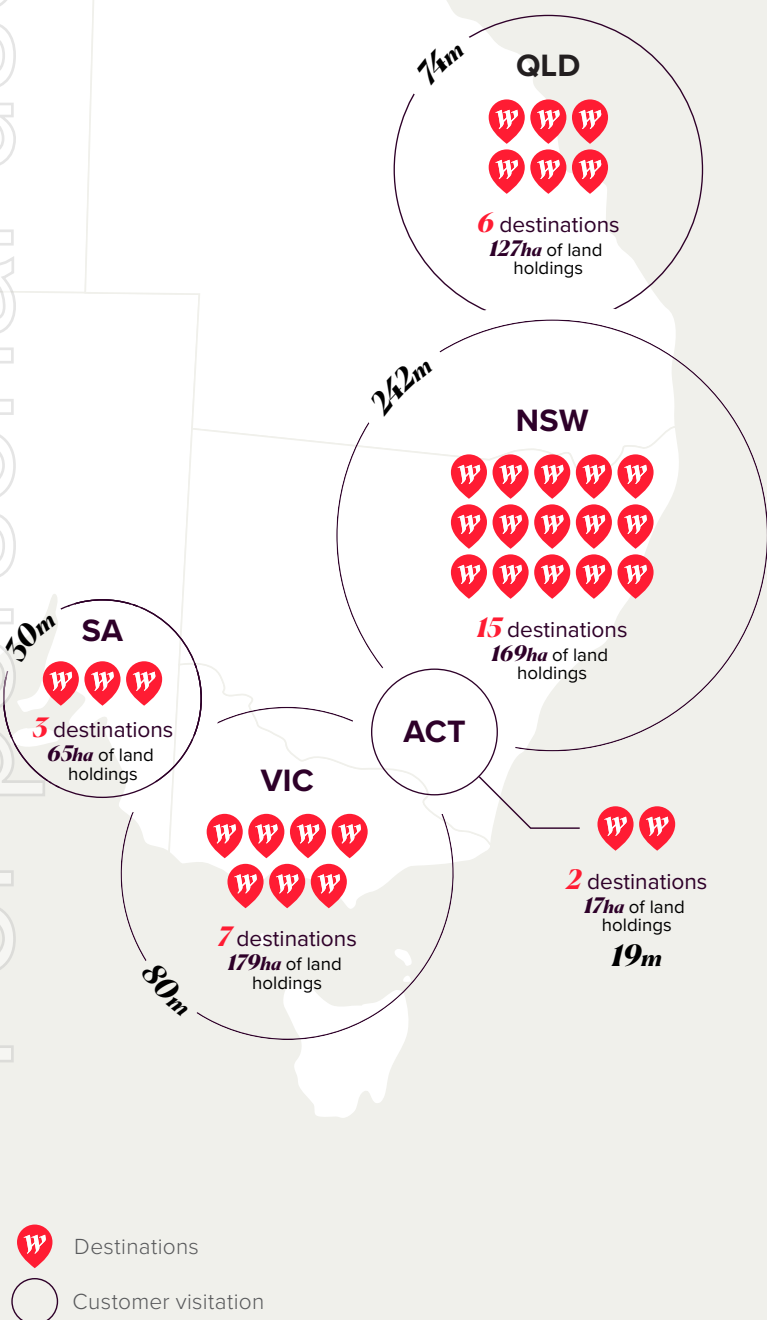 74m
QLD
6 destinations
127ha of land
holdings
242m
NSW
15 destinations
169ha of land
holdings
30m
SA
3 destinations
65ha of land
holdings
ACT
2 destinations
17ha of land
holdings
19m
VIC
7 destinations
179ha of land
holdings
80m
Destinations
Customer visitation